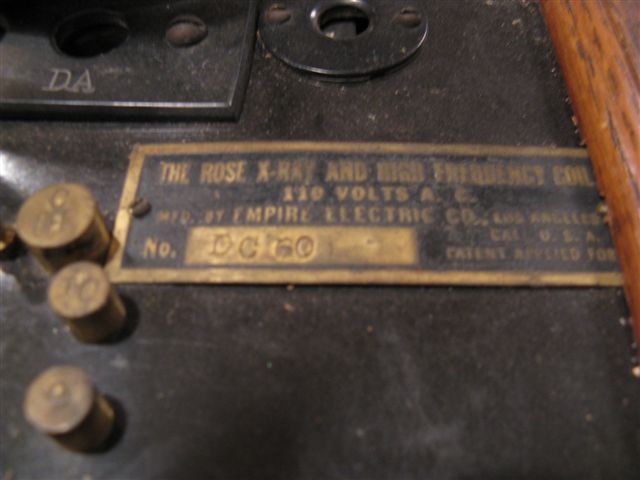 DA
THE ROSE X-RAY AND HIGH FREQUENCY COIL
110 VOLTS A. C.
MFD. BY EMPIRE ELECTRIC CO., LOS ANGELES
CAL. U. S. A.
No. DC 60
PATENT APPLIED FOR